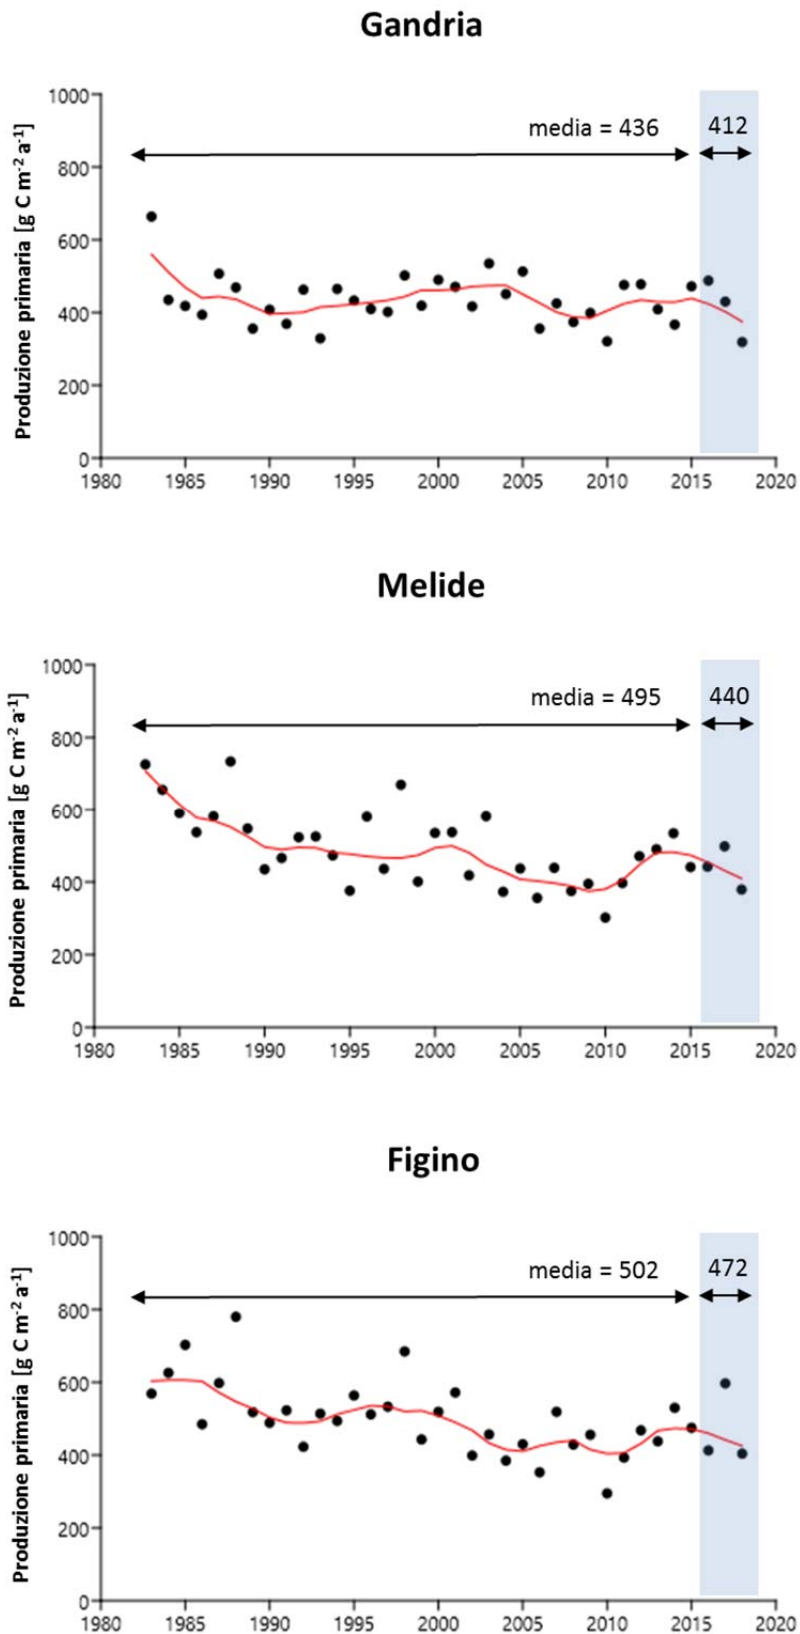 Gandria
Produzione primaria [g C m-2 a-1]
1000
800
600
400
200
0
media = 436
412
1980 1985 1990 1995 2000 2005 2010 2015 2020
Melide
Produzione primaria [g C m-2 a-1]
1000
800
600
400
200
0
media = 495
440
1980 1985 1990 1995 2000 2005 2010 2015 2020
Figino
Produzione primaria [g C m-2 a-1]
1000
800
600
400
200
0
media = 502
472
1980 1985 1990 1995 2000 2005 2010 2015 2020